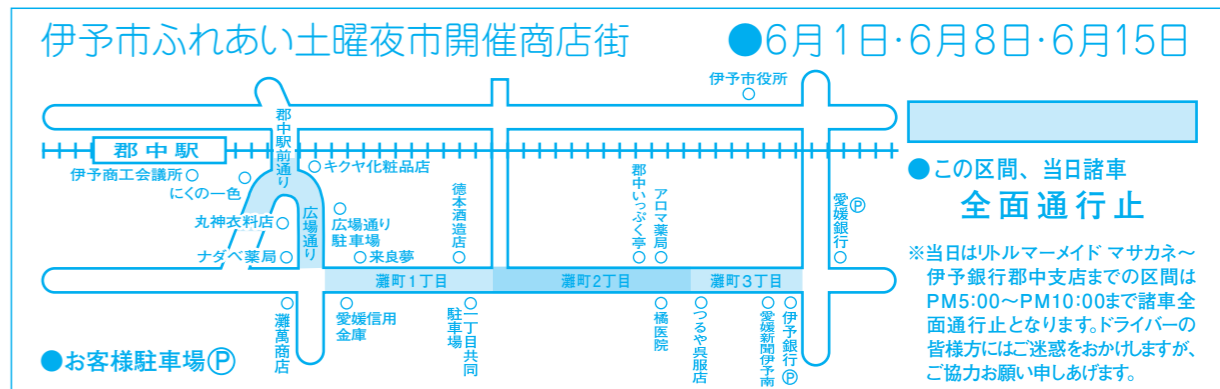 伊予市ふれあい土曜夜市開催商店街
●6月1日・6月8日・6月15日
伊予市役所
郡中駅前通り
郡中駅
キクヤ化粧品店
伊予商工会議所
にくの一色
丸神衣料店
ナダベ薬局
広場通り
広場通り
駐車場
来良夢
徳本酒造店
郡中いっぷく亭
アロマ薬局
愛媛銀行Ⓟ
灘町1丁目
灘町2丁目
灘町3丁目
灘萬商店
愛媛信用
金庫
一丁目共同
駐車場
橘医院
つるや呉服店
愛媛新聞伊予南
伊予銀行Ⓟ
●お客様駐車場Ⓟ
●この区間、当日諸車
全面通行止
※当日はリトルマーメイド マサカネ〜
伊予銀行郡中支店までの区間は
PM5:00〜PM10:00まで諸車全
面通行止となります。ドライバーの
皆様方にはご迷惑をおかけしますが、
ご協力お願い申しあげます。